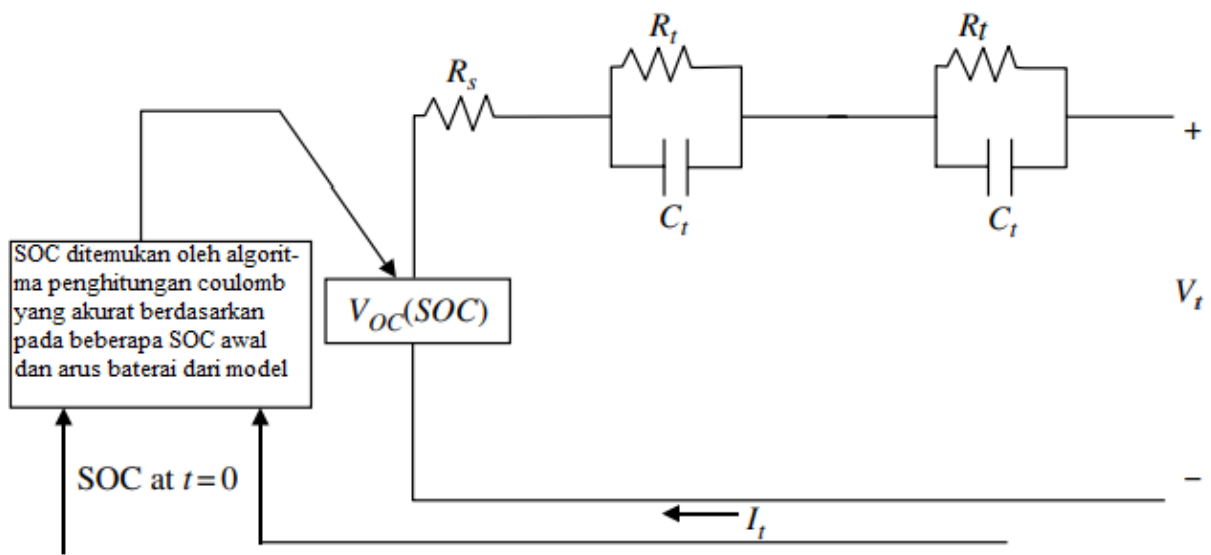 R_t
R_t
R_s
+
C_t
C_t
SOC ditemukan oleh algorit-
ma penghitungan coulomb
yang akurat berdasarkan
pada beberapa SOC awal
dan arus baterai dari model
V_OC(SOC)
V_t
SOC at t=0
−
I_t